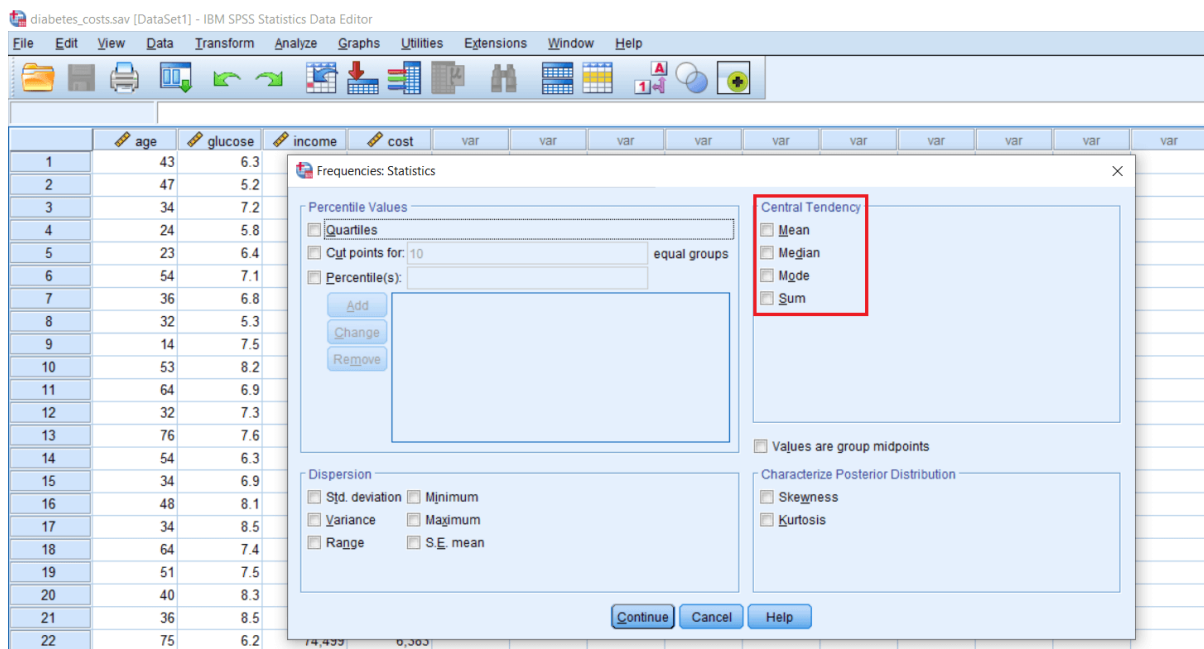 diabetes_costs.sav [DataSet1] - IBM SPSS Statistics Data Editor
File Edit View Data Transform Analyze Graphs Utilities Extensions Window Help
age glucose income cost var var var var var var var var var var
1 43 6.3
2 47 5.2
3 34 7.2
4 24 5.8
5 23 6.4
6 54 7.1
7 36 6.8
8 32 5.3
9 14 7.5
10 53 8.2
11 64 6.9
12 32 7.3
13 76 7.6
14 54 6.3
15 34 6.9
16 48 8.1
17 34 8.5
18 64 7.4
19 51 7.5
20 40 8.3
21 36 8.5
22 75 6.2 74,499 6,383
Frequencies: Statistics
Percentile Values
Quartiles
Cut points for: 10 equal groups
Percentile(s):
Add
Change
Remove
Central Tendency
Mean
Median
Mode
Sum
Values are group midpoints
Dispersion
Std. deviation Minimum
Variance Maximum
Range S.E. mean
Characterize Posterior Distribution
Skewness
Kurtosis
Continue Cancel Help